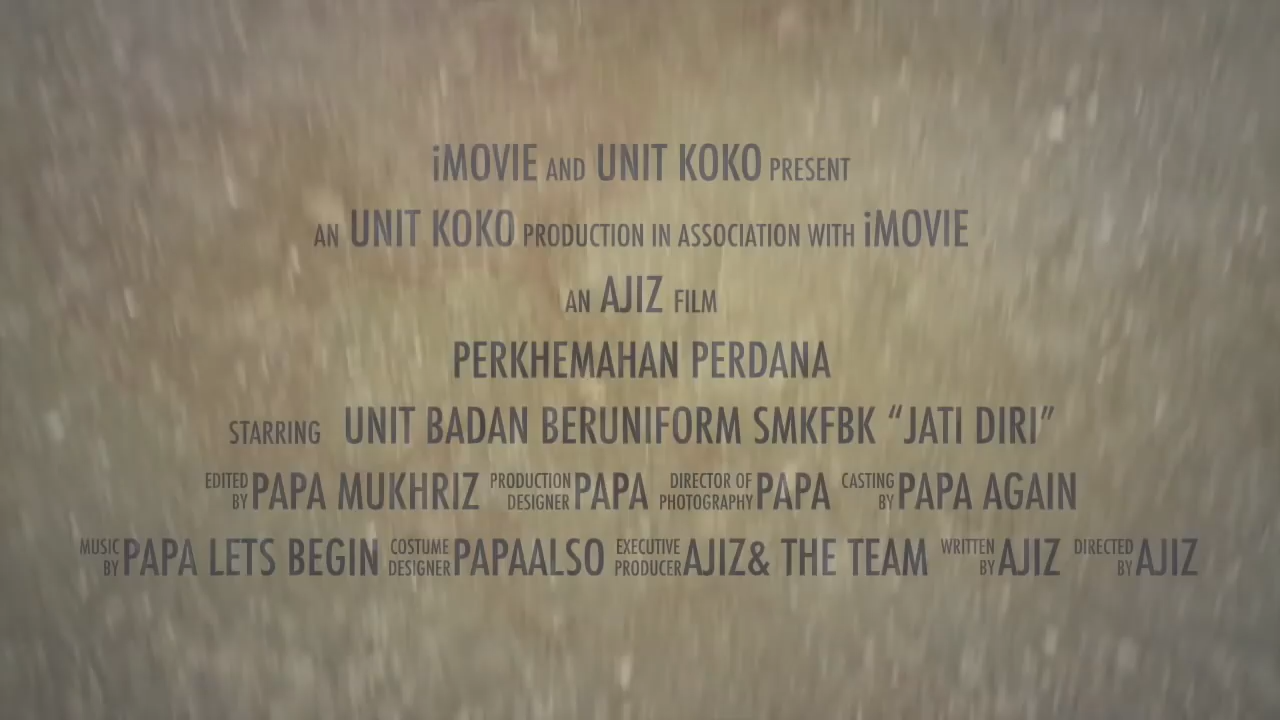 iMOVIE AND UNIT KOKO PRESENT
AN UNIT KOKO PRODUCTION IN ASSOCIATION WITH iMOVIE
AN AJIZ FILM
PERKHEMAHAN PERDANA
STARRING UNIT BADAN BERUNIFORM SMKFBK “JATI DIRI”
EDITED BY PAPA MUKHRIZ PRODUCTION DESIGNER PAPA DIRECTOR OF PHOTOGRAPHY PAPA CASTING BY PAPA AGAIN
MUSIC BY PAPA LETS BEGIN COSTUME DESIGNER PAPAALSO EXECUTIVE PRODUCER AJIZ& THE TEAM WRITTEN BY AJIZ DIRECTED BY AJIZ